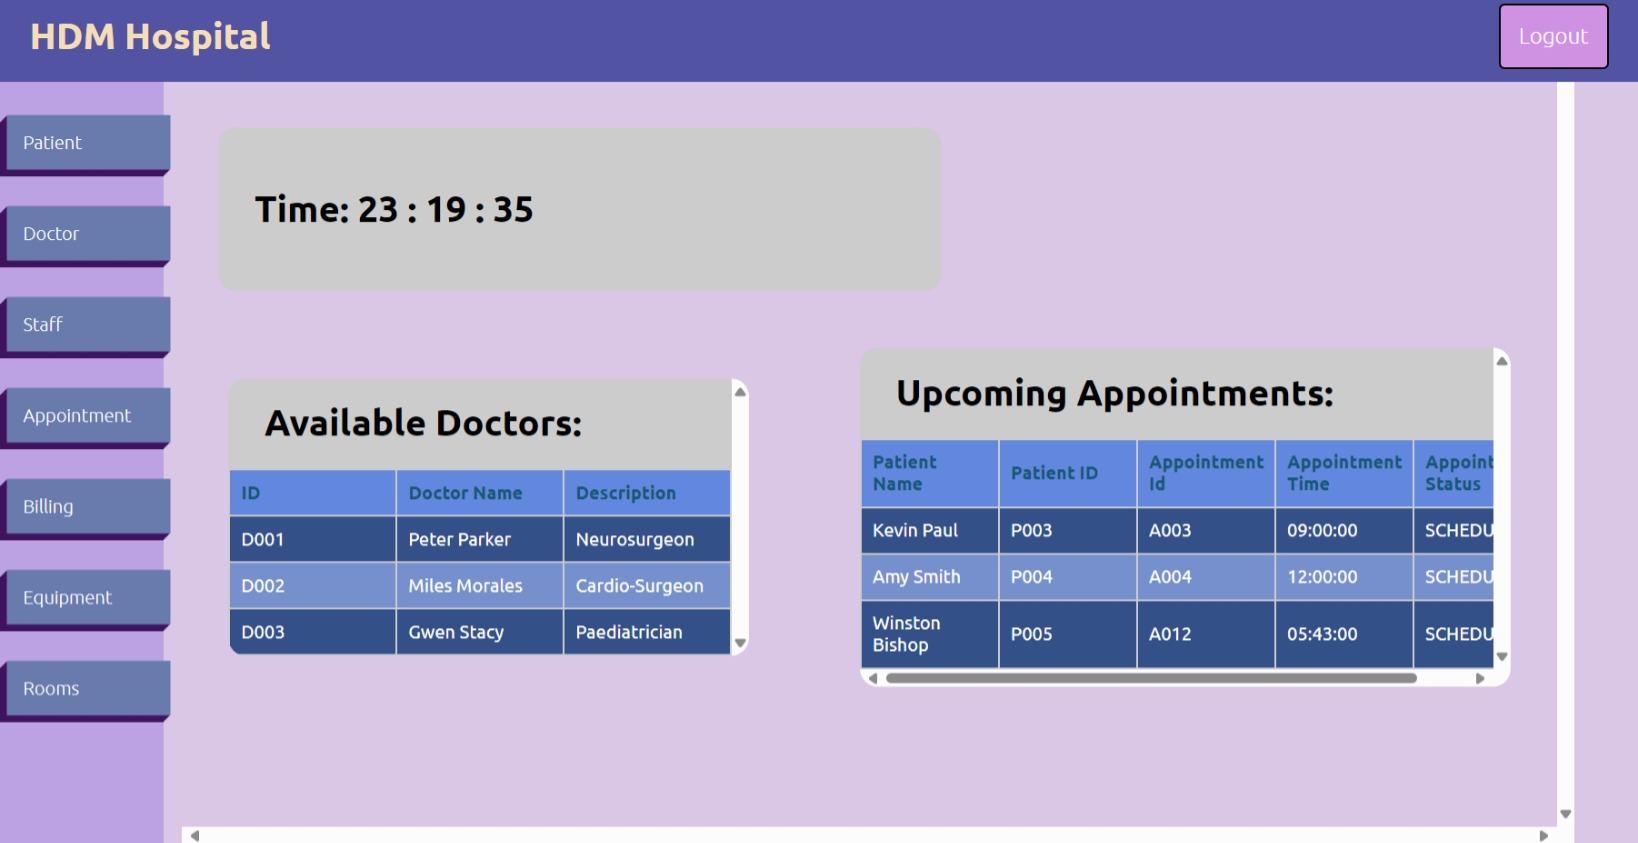 HDM Hospital
Logout
Patient
Doctor
Staff
Appointment
Billing
Equipment
Rooms
Time: 23 : 19 : 35
Available Doctors:
ID Doctor Name Description
D001 Peter Parker Neurosurgeon
D002 Miles Morales Cardio-Surgeon
D003 Gwen Stacy Paediatrician
Upcoming Appointments:
Patient Name Patient ID Appointment Id Appointment Time Appoint Status
Kevin Paul P003 A003 09:00:00 SCHEDU
Amy Smith P004 A004 12:00:00 SCHEDU
Winston Bishop P005 A012 05:43:00 SCHEDU